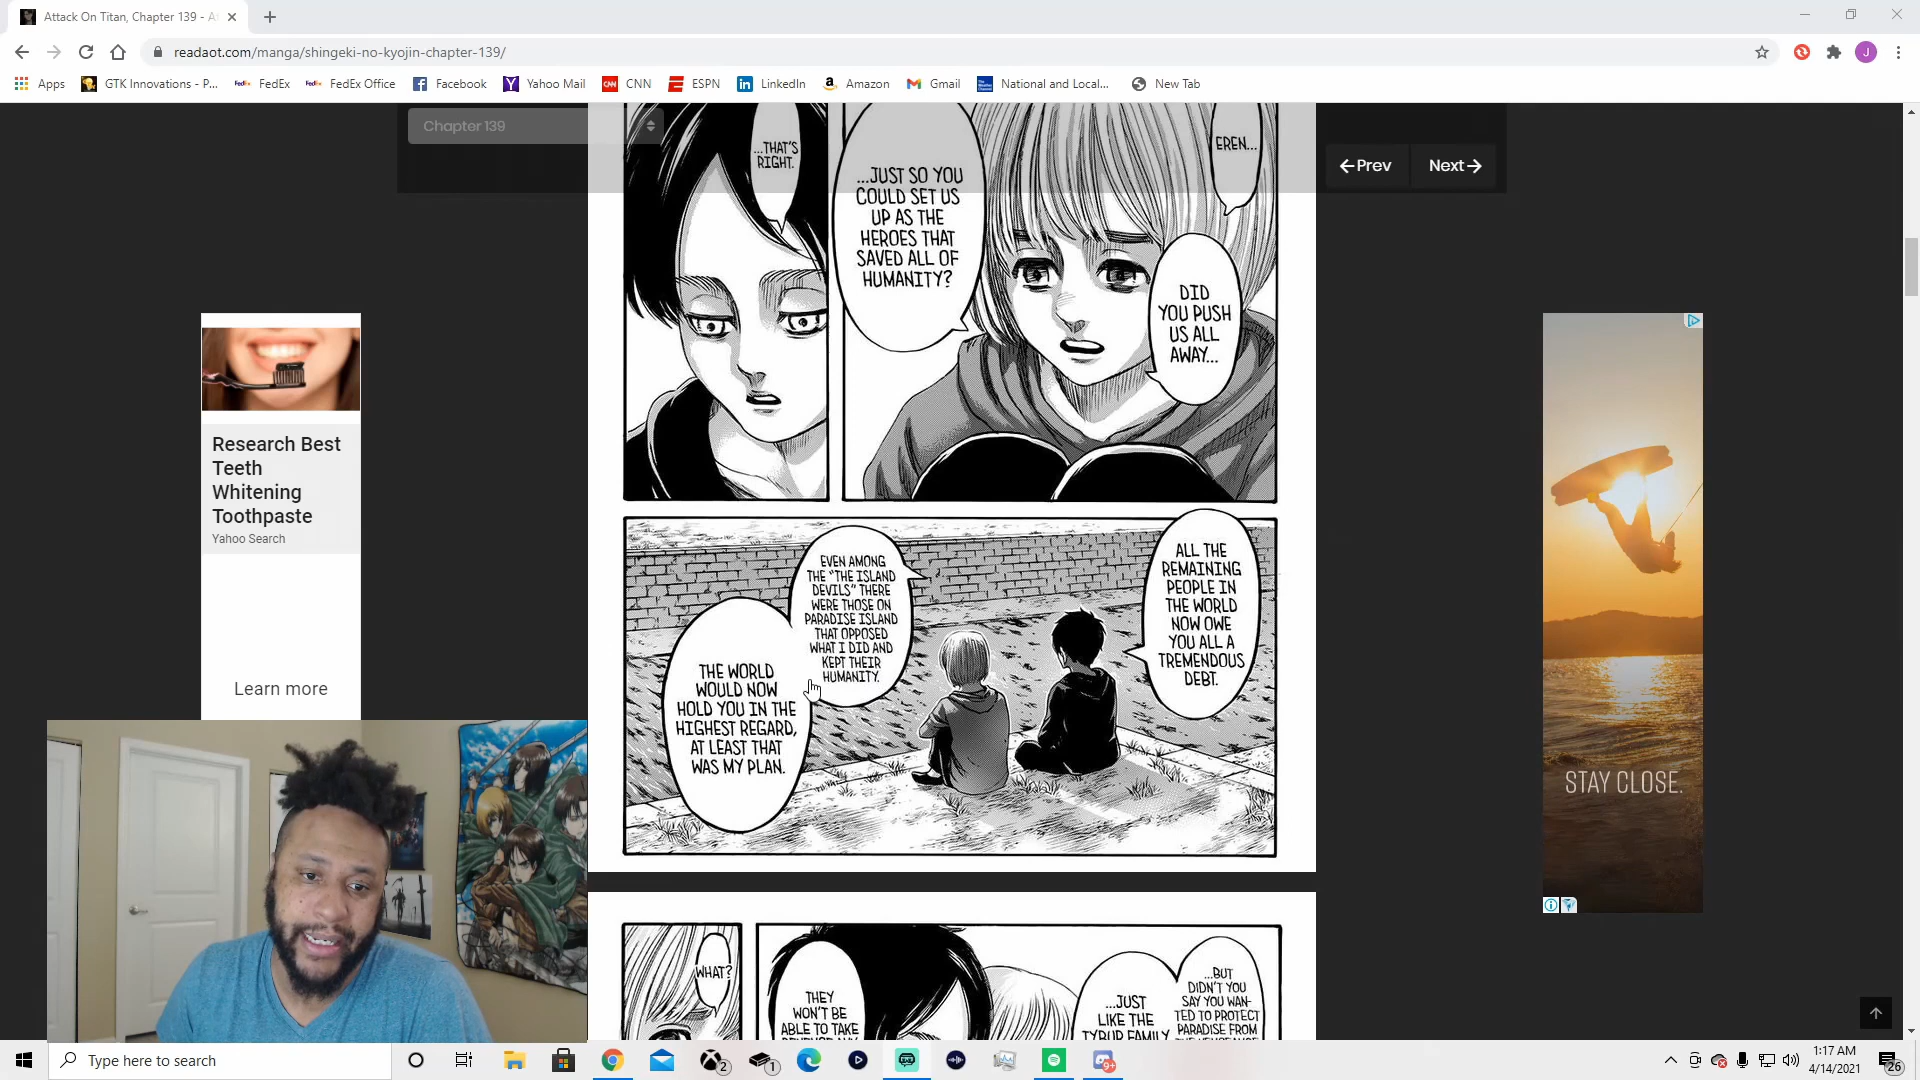 Attack On Titan, Chapter 139 - At
readaot.com/manga/shingeki-no-kyojin-chapter-139/
J
Apps
GTK Innovations - P...
FedEx
FedEx Office
Facebook
Yahoo Mail
CNN
ESPN
LinkedIn
Amazon
Gmail
National and Local...
New Tab
Chapter 139
←Prev
Next→
EREN...
DID
YOU PUSH
US ALL
AWAY...
...JUST SO YOU
COULD SET US
UP AS THE
HEROES THAT
SAVED ALL OF
HUMANITY?
...THAT'S
RIGHT.
ALL THE
REMAINING
PEOPLE IN
THE WORLD
NOW OWE
YOU ALL A
TREMENDOUS
DEBT.
EVEN AMONG
THE "THE ISLAND
DEVILS" THERE
WERE THOSE ON
PARADISE ISLAND
THAT OPPOSED
WHAT I DID AND
KEPT THEIR
HUMANITY.
THE WORLD
WOULD NOW
HOLD YOU IN THE
HIGHEST REGARD,
AT LEAST THAT
WAS MY PLAN.
...BUT
DIDN'T YOU
SAY YOU WAN-
TED TO PROTECT
PARADISE FROM
...JUST
LIKE THE
TYBUR FAMILY
THEY
WON'T BE
ABLE TO TAKE
WHAT?
Research Best
Teeth
Whitening
Toothpaste
Yahoo Search
Learn more
STAY CLOSE.
Type here to search
2
1
9+
1:17 AM
4/14/2021
26